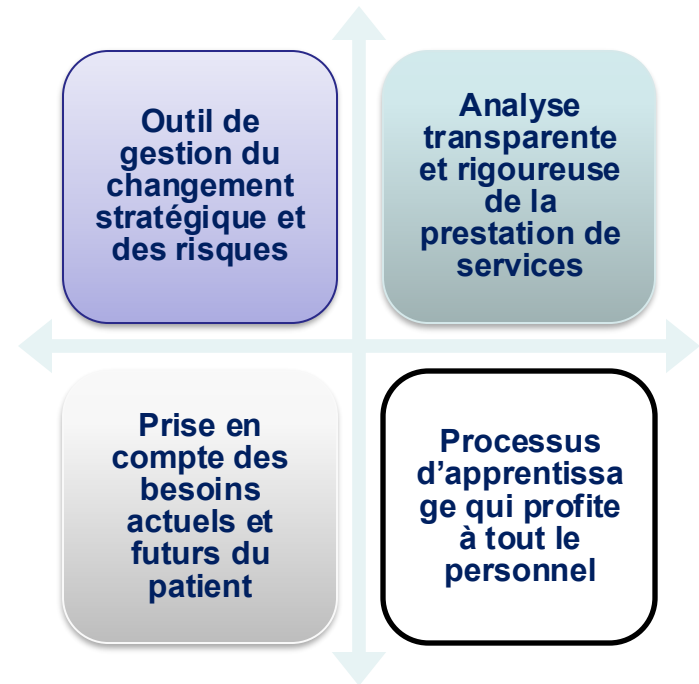 Outil de
gestion du
changement
stratégique et
des risques
Analyse
transparente
et rigoureuse
de la
prestation de
services
Prise en
compte des
besoins
actuels et
futurs du
patient
Processus
d’apprentissa
ge qui profite
à tout le
personnel